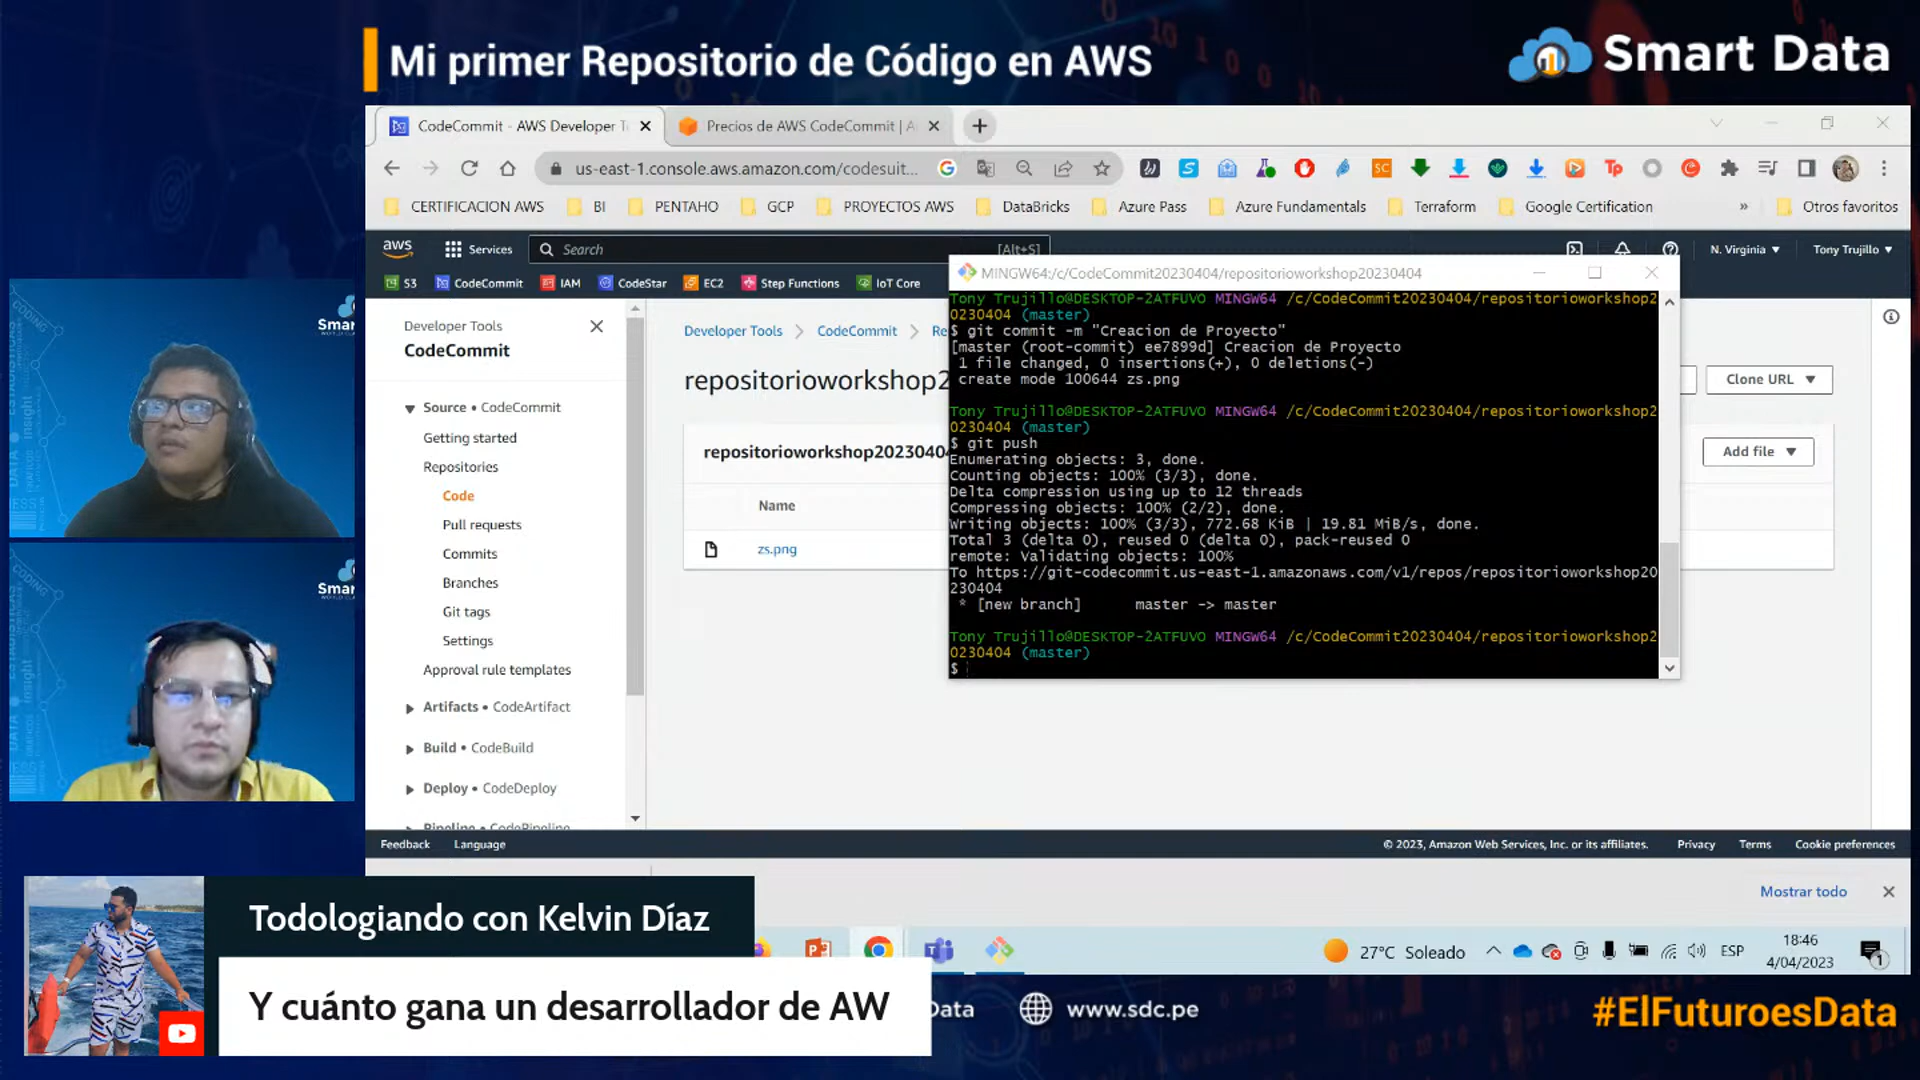 Mi primer Repositorio de Código en AWS
Smart Data
CodeCommit - AWS Developer T
Precios de AWS CodeCommit | A
us-east-1.console.aws.amazon.com/codesuit...
CERTIFICACION AWS
BI
PENTAHO
GCP
PROYECTOS AWS
DataBricks
Azure Pass
Azure Fundamentals
Terraform
Google Certification
»
Otros favoritos
aws
Services
Search
[Alt+S]
N. Virginia
Tony Trujillo
S3
CodeCommit
IAM
CodeStar
EC2
Step Functions
IoT Core
Developer Tools
CodeCommit
Source • CodeCommit
Getting started
Repositories
Code
Pull requests
Commits
Branches
Git tags
Settings
Approval rule templates
Artifacts • CodeArtifact
Build • CodeBuild
Deploy • CodeDeploy
Pipeline • CodePipeline
Developer Tools
CodeCommit
Re
repositorioworkshop2
Clone URL
repositorioworkshop20230404
Add file
Name
zs.png
MINGW64:/c/CodeCommit20230404/repositorioworkshop20230404
Tony Trujillo@DESKTOP-2ATFUVO MINGW64 /c/CodeCommit20230404/repositorioworkshop2
0230404 (master)
$ git commit -m "Creacion de Proyecto"
[master (root-commit) ee7899d] Creacion de Proyecto
1 file changed, 0 insertions(+), 0 deletions(-)
create mode 100644 zs.png
Tony Trujillo@DESKTOP-2ATFUVO MINGW64 /c/CodeCommit20230404/repositorioworkshop2
0230404 (master)
$ git push
Enumerating objects: 3, done.
Counting objects: 100% (3/3), done.
Delta compression using up to 12 threads
Compressing objects: 100% (2/2), done.
Writing objects: 100% (3/3), 772.68 KiB | 19.81 MiB/s, done.
Total 3 (delta 0), reused 0 (delta 0), pack-reused 0
remote: Validating objects: 100%
To https://git-codecommit.us-east-1.amazonaws.com/v1/repos/repositorioworkshop20
230404
* [new branch]      master -> master
Tony Trujillo@DESKTOP-2ATFUVO MINGW64 /c/CodeCommit20230404/repositorioworkshop2
0230404 (master)
$
Feedback
Language
© 2023, Amazon Web Services, Inc. or its affiliates.
Privacy
Terms
Cookie preferences
Mostrar todo
27°C Soleado
ESP
18:46
4/04/2023
1
Todologiando con Kelvin Díaz
Y cuánto gana un desarrollador de AW
Data
www.sdc.pe
#ElFuturoesData